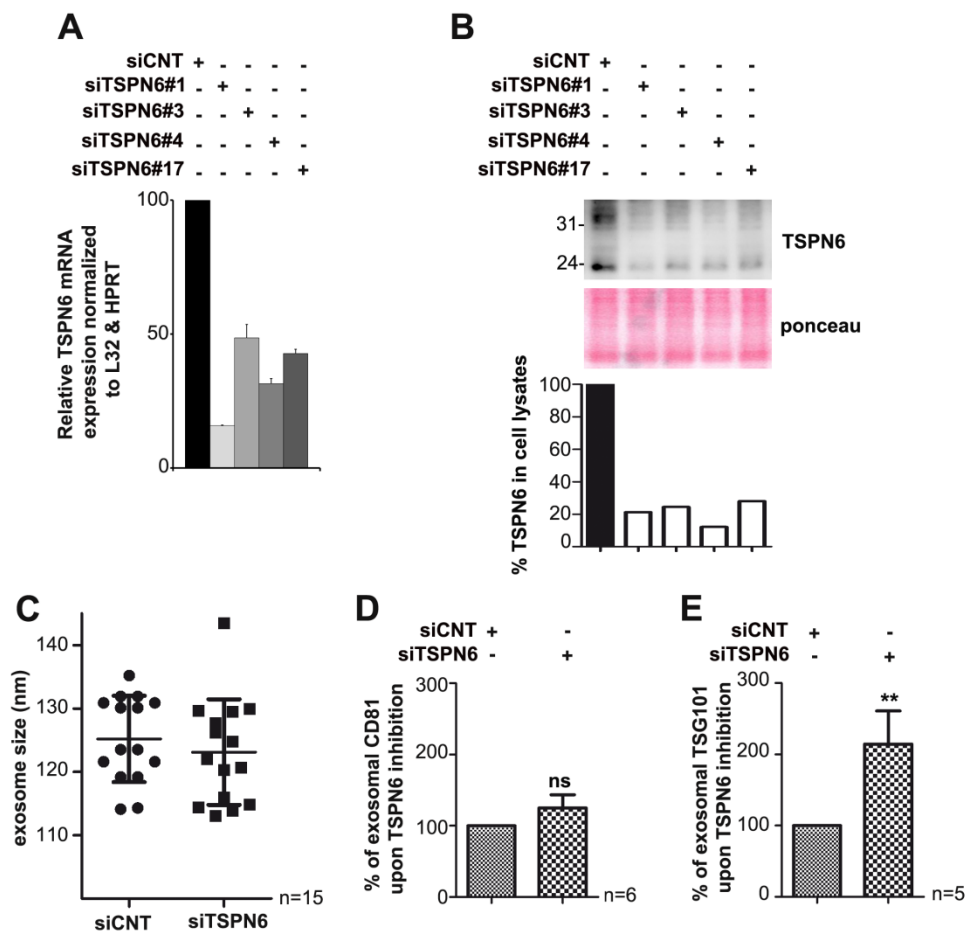 A
siCNT + - - - -
siTSPN6#1 - + - - -
siTSPN6#3 - - + - -
siTSPN6#4 - - - + -
siTSPN6#17 - - - - +
Relative TSPN6 mRNA
expression normalized
to L32 & HPRT
100
50
0
B
siCNT + - - - -
siTSPN6#1 - + - - -
siTSPN6#3 - - + - -
siTSPN6#4 - - - + -
siTSPN6#17 - - - - +
31-
24-
TSPN6
ponceau
% TSPN6 in cell lysates
100
80
60
40
20
0
C
exosome size (nm)
140
130
120
110
siCNT
siTSPN6
n=15
D
siCNT + -
siTSPN6 - +
% of exosomal CD81
upon TSPN6 inhibition
300
200
100
0
ns
n=6
E
siCNT + -
siTSPN6 - +
% of exosomal TSG101
upon TSPN6 inhibition
300
200
100
0
**
n=5